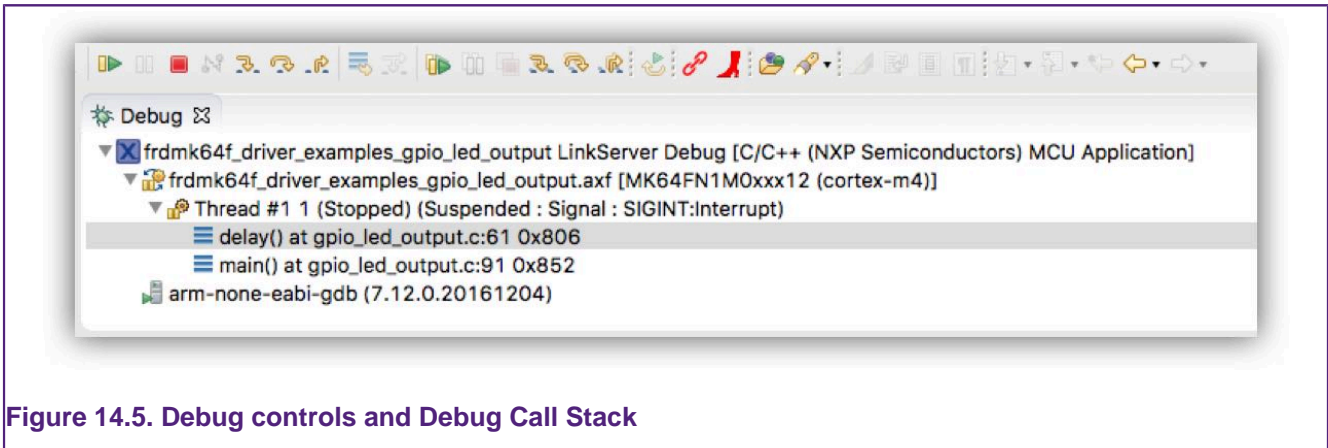 Debug
frdmk64f_driver_examples_gpio_led_output LinkServer Debug [C/C++ (NXP Semiconductors) MCU Application]
frdmk64f_driver_examples_gpio_led_output.axf [MK64FN1M0xxx12 (cortex-m4)]
Thread #1 1 (Stopped) (Suspended : Signal : SIGINT:Interrupt)
delay() at gpio_led_output.c:61 0x806
main() at gpio_led_output.c:91 0x852
arm-none-eabi-gdb (7.12.0.20161204)
Figure 14.5. Debug controls and Debug Call Stack